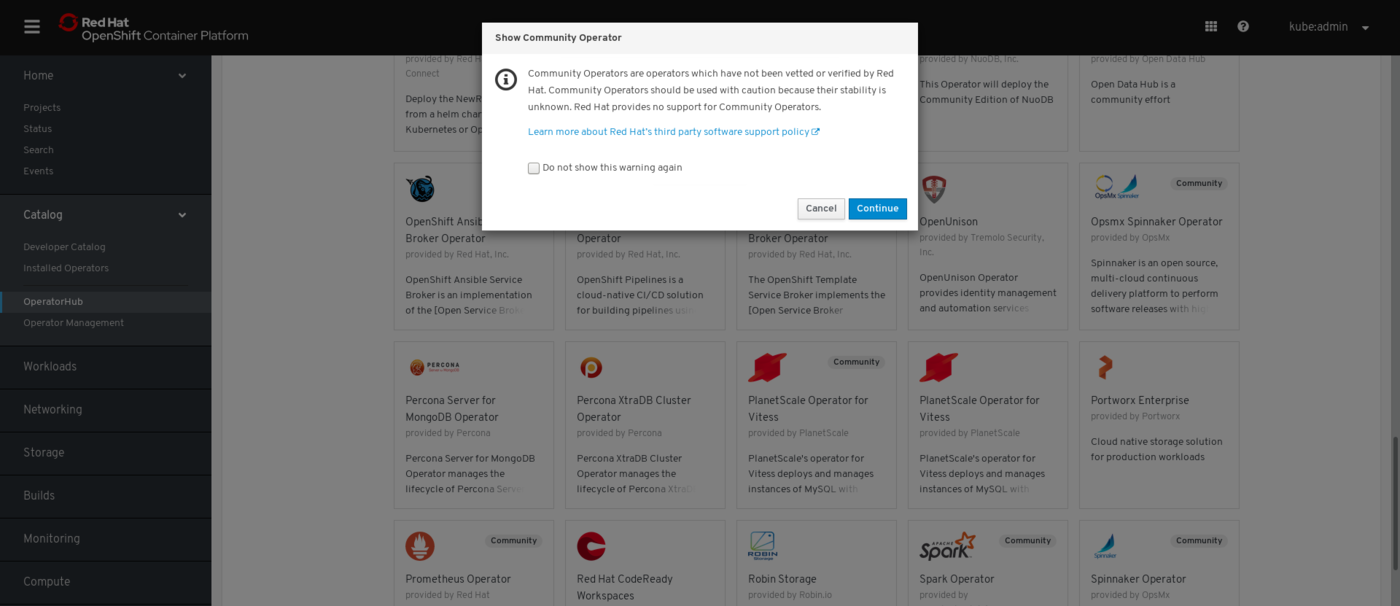 Red Hat
OpenShift Container Platform
kube:admin
Show Community Operator
Community Operators are operators which have not been vetted or verified by Red
Hat. Community Operators should be used with caution because their stability is
unknown. Red Hat provides no support for Community Operators.
Learn more about Red Hat's third party software support policy
Do not show this warning again
Cancel
Continue
Home
Projects
Status
Search
Events
Catalog
Developer Catalog
Installed Operators
OperatorHub
Operator Management
Workloads
Networking
Storage
Builds
Monitoring
Compute
provided by Red
Connect
Deploy the NewR
from a helm char
Kubernetes or Op
provided by NuoDB, Inc.
This Operator will deploy the
Community Edition of NuoDB
provided by Open Data Hub
Open Data Hub is a
community effort
OpenShift Ansib
Broker Operator
provided by Red Hat, Inc.
OpenShift Ansible Service
Broker is an implementation
of the [Open Service Broker
Operator
provided by Red Hat, Inc.
OpenShift Pipelines is a
cloud-native CI/CD solution
for building pipelines using
Broker Operator
provided by Red Hat, Inc.
The OpenShift Template
Service Broker implements the
[Open Service Broker
OpenUnison
provided by Tremolo Security,
Inc.
OpenUnison Operator
provides identity management
and automation services
OpsMx Spinnaker
Community
Opsmx Spinnaker Operator
provided by OpsMx
Spinnaker is an open source,
multi-cloud continuous
delivery platform to perform
software releases with high
PERCONA
Percona Server for
MongoDB Operator
provided by Percona
Percona Server for MongoDB
Operator manages the
lifecycle of Percona Server
Percona XtraDB Cluster
Operator
provided by Percona
Percona XtraDB Cluster
Operator manages the
lifecycle of Percona XtraD
Community
PlanetScale Operator for
Vitess
provided by PlanetScale
PlanetScale's operator for
Vitess deploys and manages
instances of MySQL with
PlanetScale Operator for
Vitess
provided by PlanetScale
PlanetScale's operator for
Vitess deploys and manages
instances of MySQL with
Portworx Enterprise
provided by Portworx
Cloud native storage solution
for production workloads
Community
Prometheus Operator
provided by Red Hat
Red Hat CodeReady
Workspaces
ROBIN
Robin Storage
provided by Robin.io
APACHE
Spark
Community
Spark Operator
provided by
Spinnaker
Community
Spinnaker Operator
provided by OpsMx